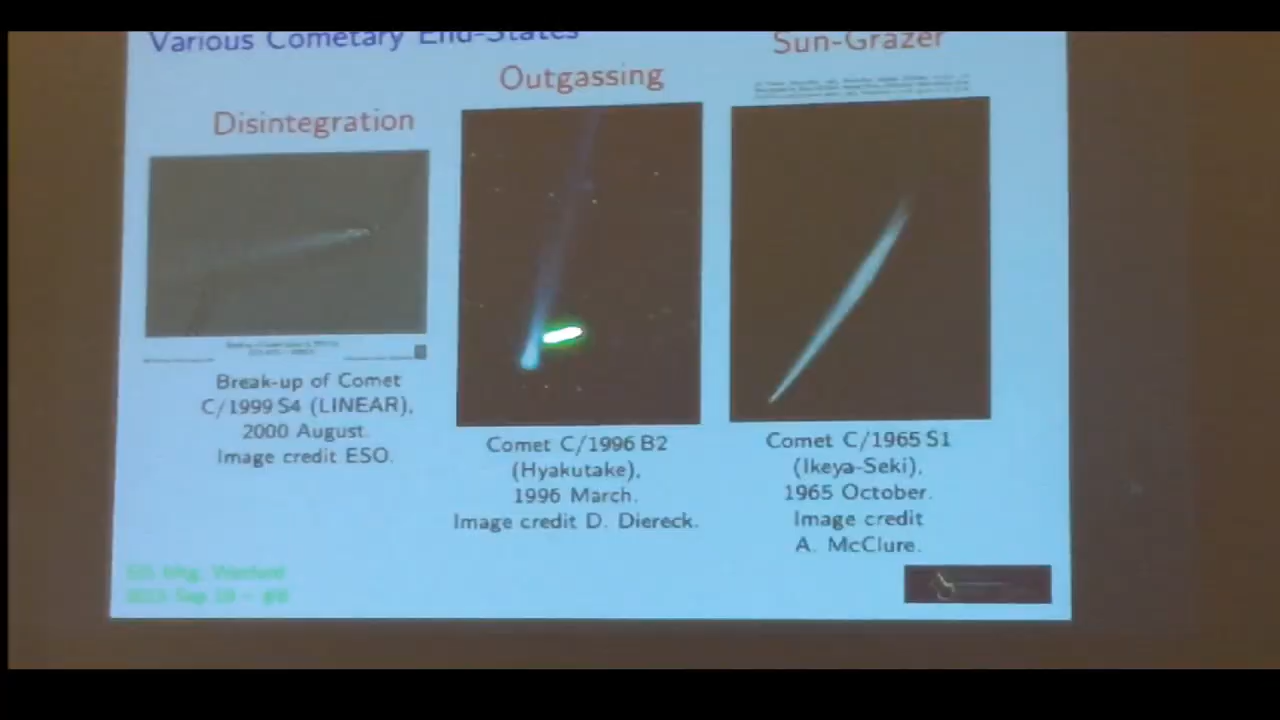 Various Cometary End-States
Disintegration
Break-up of Comet
C/1999 S4 (LINEAR),
2000 August.
Image credit ESO.
Outgassing
Comet C/1996 B2
(Hyakutake),
1996 March.
Image credit D. Diereck.
Sun-Grazer
Comet C/1965 S1
(Ikeya-Seki),
1965 October.
Image credit
A. McClure.